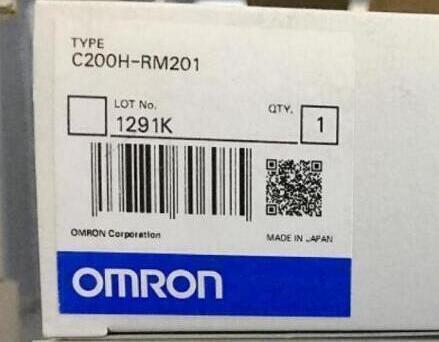 TYPE
C200H-RM201
LOT No.
QTY.
1291K
1
OMRON Corporation
MADE IN JAPAN
OMRON